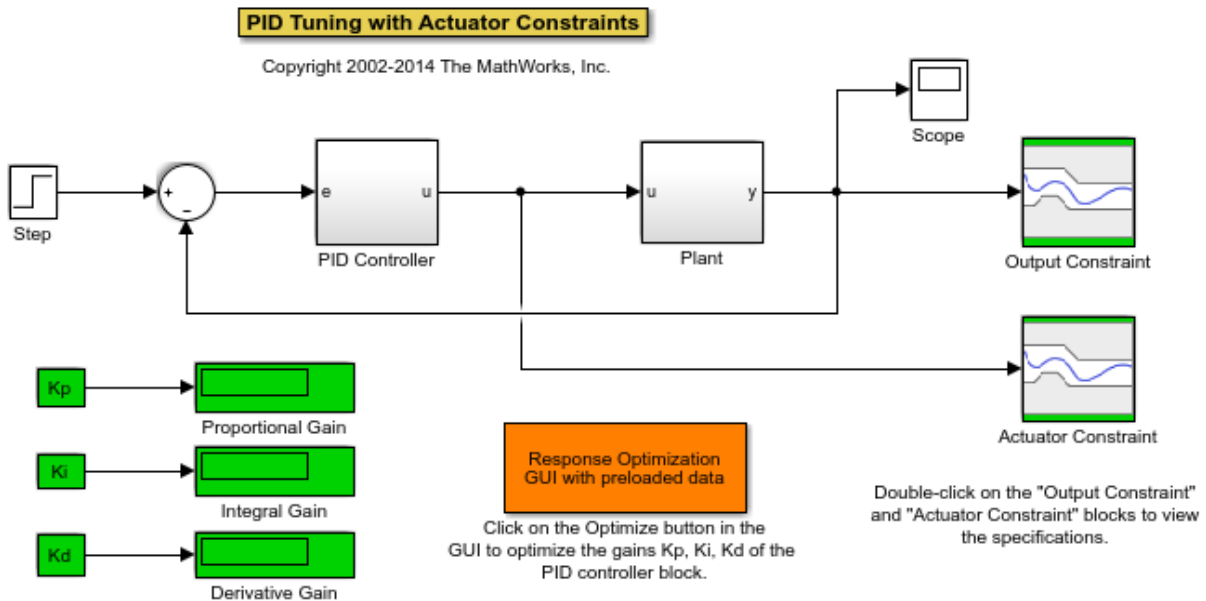 PID Tuning with Actuator Constraints
Copyright 2002-2014 The MathWorks, Inc.
Scope
+
-
Step
e
u
PID Controller
u
y
Plant
Output Constraint
Kp
Proportional Gain
Ki
Integral Gain
Kd
Derivative Gain
Response Optimization
GUI with preloaded data
Click on the Optimize button in the
GUI to optimize the gains Kp, Ki, Kd of the
PID controller block.
Actuator Constraint
Double-click on the "Output Constraint"
and "Actuator Constraint" blocks to view
the specifications.